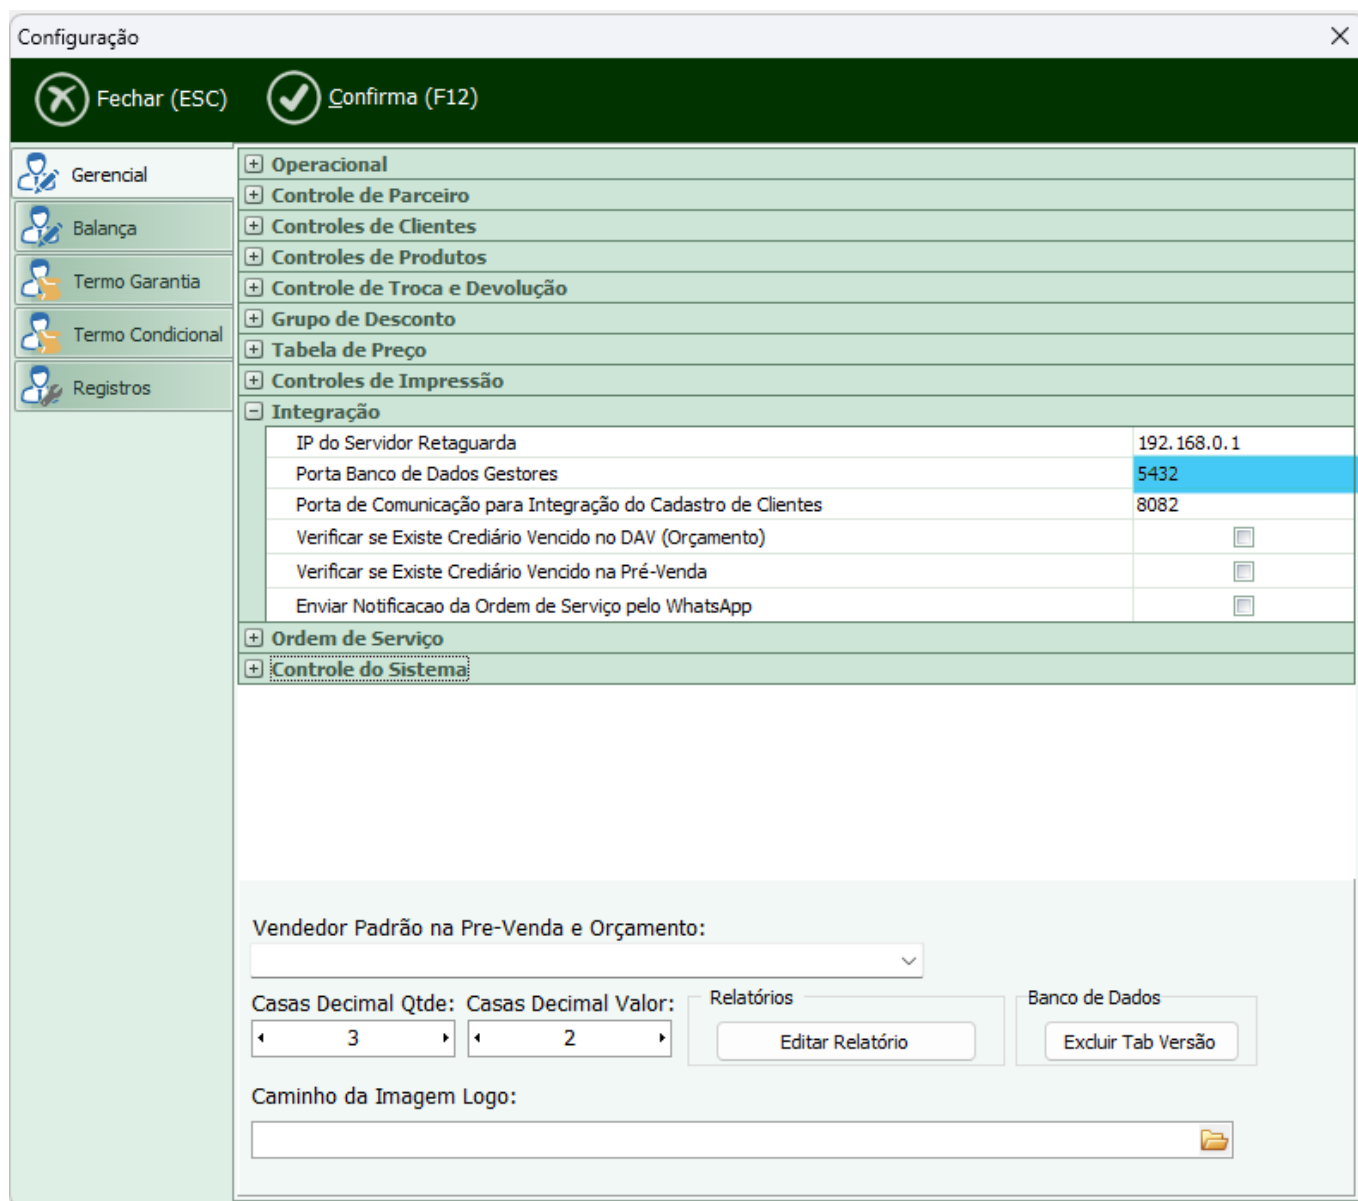 Configuração
Fechar (ESC) Confirma (F12)
Gerencial
Balança
Termo Garantia
Termo Condicional
Registros
Operacional
Controle de Parceiro
Controles de Clientes
Controles de Produtos
Controle de Troca e Devolução
Grupo de Desconto
Tabela de Preço
Controles de Impressão
Integração
IP do Servidor Retaguarda 192.168.0.1
Porta Banco de Dados Gestores 5432
Porta de Comunicação para Integração do Cadastro de Clientes 8082
Verificar se Existe Crediário Vencido no DAV (Orçamento)
Verificar se Existe Crediário Vencido na Pré-Venda
Enviar Notificacao da Ordem de Serviço pelo WhatsApp
Ordem de Serviço
Controle do Sistema
Vendedor Padrão na Pre-Venda e Orçamento:
Casas Decimal Qtde: Casas Decimal Valor: Relatórios Banco de Dados
3 2 Editar Relatório Excluir Tab Versão
Caminho da Imagem Logo: